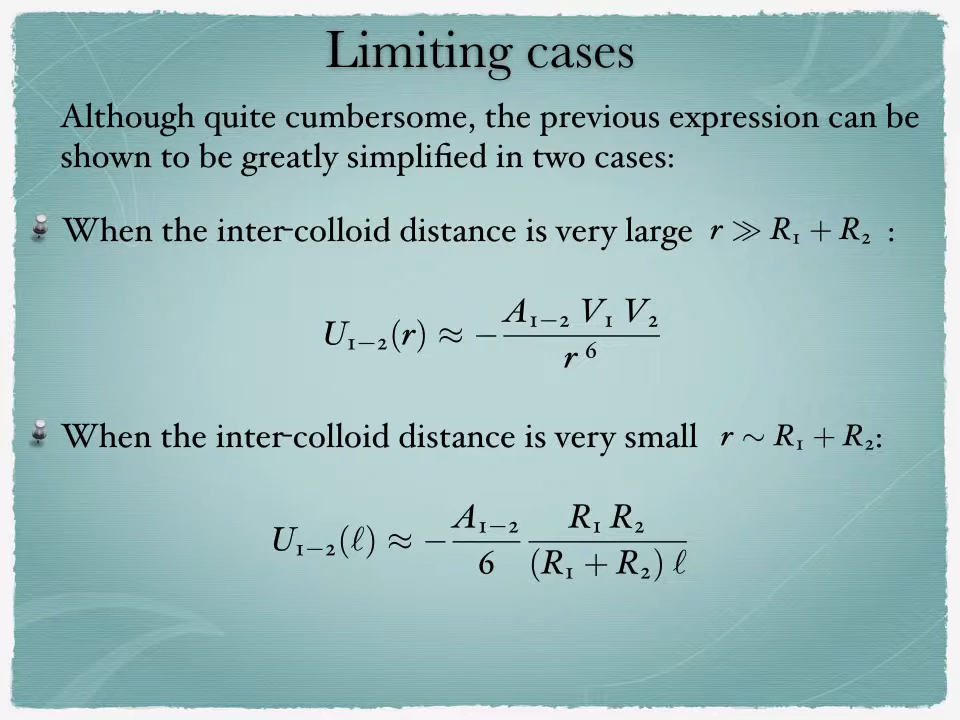 Limiting cases
Although quite cumbersome, the previous expression can be
shown to be greatly simplified in two cases:
When the inter-colloid distance is very large r ≫ R₁ + R₂ :
U₁₋₂(r) ≈ − A₁₋₂ V₁ V₂ / r⁶
When the inter-colloid distance is very small r ∼ R₁ + R₂:
U₁₋₂(ℓ) ≈ − A₁₋₂ / 6 R₁ R₂ / (R₁ + R₂) ℓ